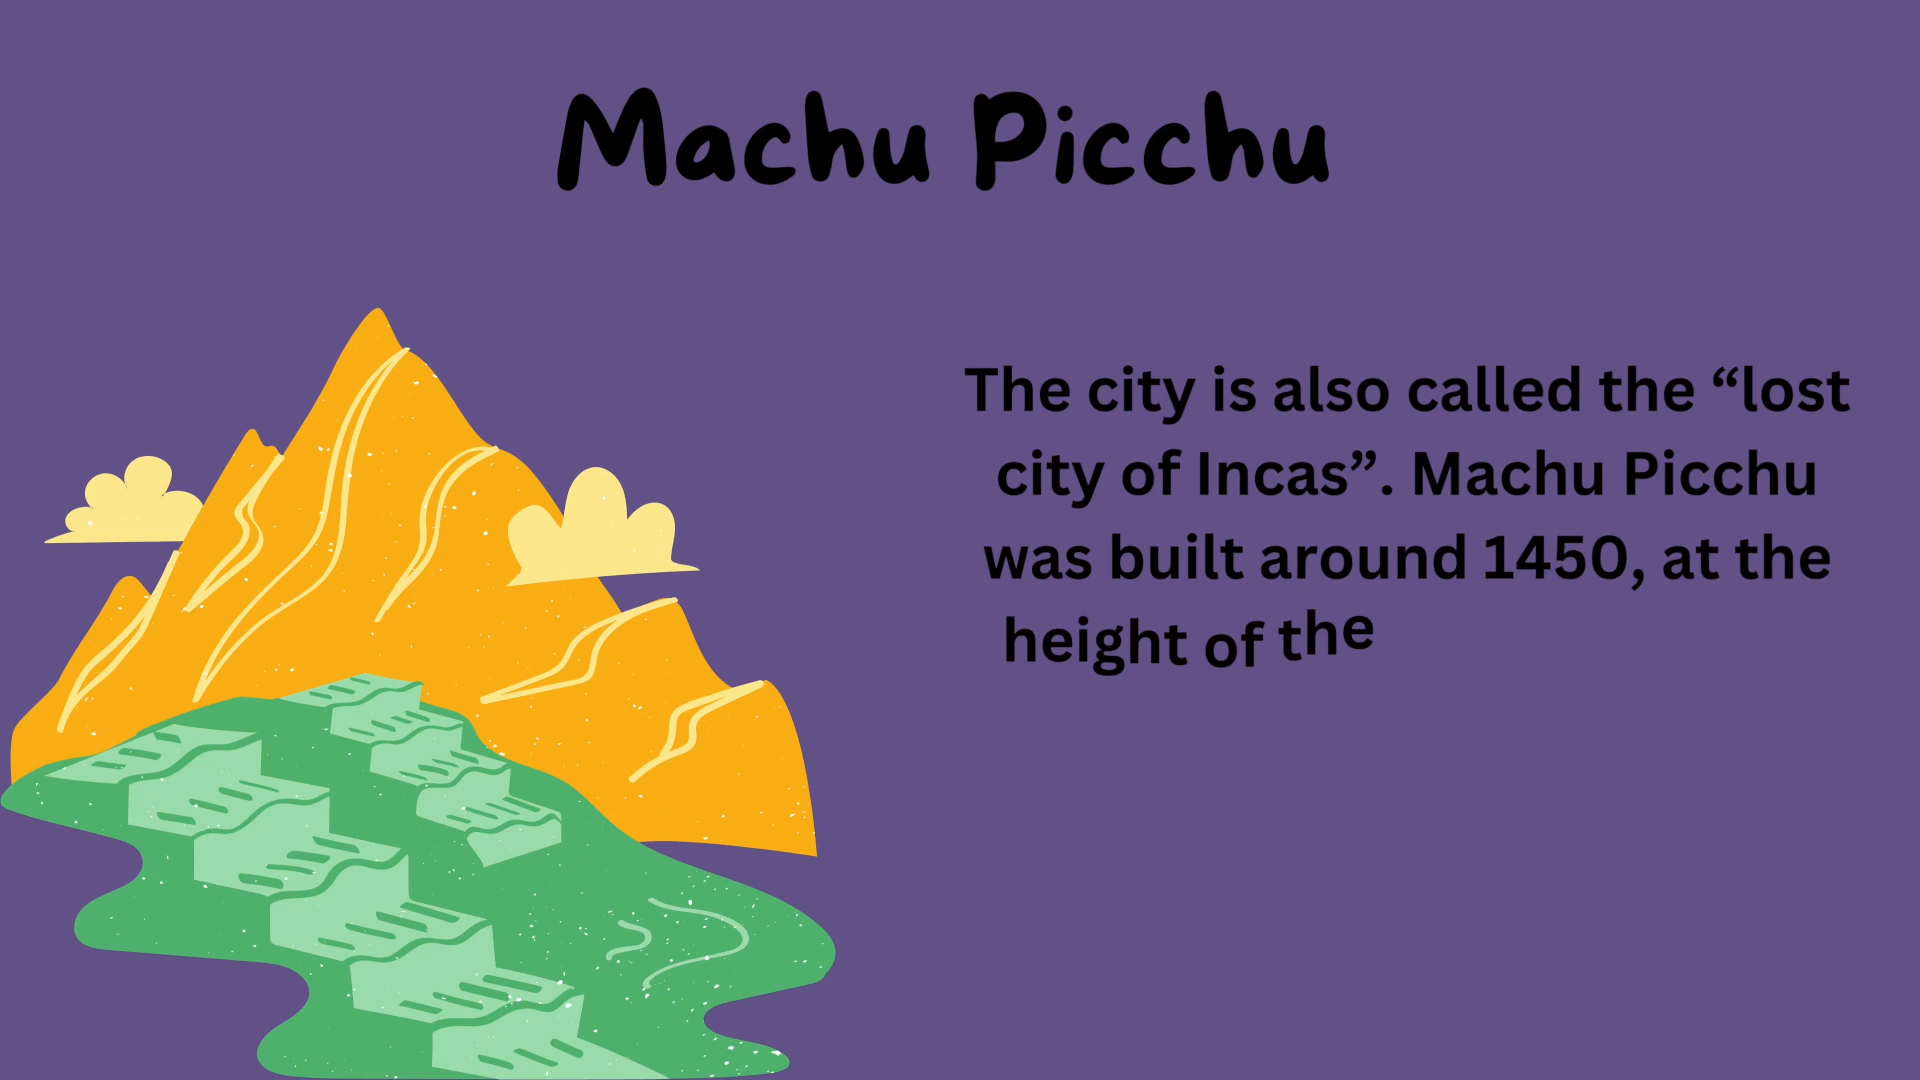 Machu Picchu
The city is also called the “lost
city of Incas”. Machu Picchu
was built around 1450, at the
height of the